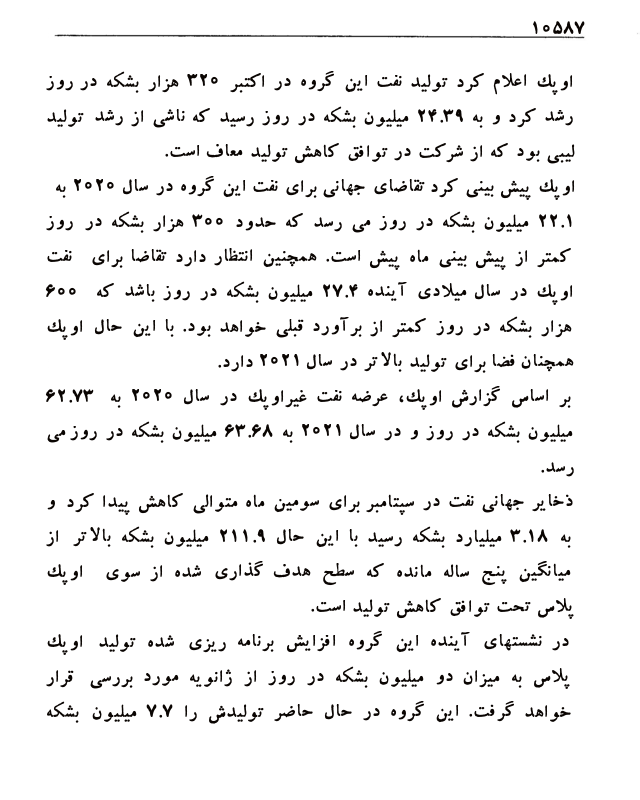 ۱۰۵۸۷
اوپك اعلام کرد تولید نفت این گروه در اکتبر ۳۲۰ هزار بشکه در روز
رشد کرد و به ۲۴.۳۹ میلیون بشکه در روز رسید که ناشی از رشد تولید
لیبی بود که از شرکت در توافق کاهش تولید معاف است.
اوپك پیش بینی کرد تقاضای جهانی برای نفت این گروه در سال ۲۰۲۰ به
۲۲.۱ میلیون بشکه در روز می رسد که حدود ۳۰۰ هزار بشکه در روز
کمتر از پیش بینی ماه پیش است. همچنین انتظار دارد تقاضا برای نفت
اوپك در سال میلادی آینده ۲۷.۴ میلیون بشکه در روز باشد که ۶۰۰
هزار بشکه در روز کمتر از برآورد قبلی خواهد بود. با این حال اوپك
همچنان فضا برای تولید بالاتر در سال ۲۰۲۱ دارد.
بر اساس گزارش اوپك، عرضه نفت غیراوپك در سال ۲۰۲۰ به ۶۲.۷۳
میلیون بشکه در روز و در سال ۲۰۲۱ به ۶۳.۶۸ میلیون بشکه در روز می
رسد.
ذخایر جهانی نفت در سپتامبر برای سومین ماه متوالی کاهش پیدا کرد و
به ۳.۱۸ میلیارد بشکه رسید با این حال ۲۱۱.۹ میلیون بشکه بالاتر از
میانگین پنج ساله مانده که سطح هدف گذاری شده از سوی اوپك
پلاس تحت توافق کاهش تولید است.
در نشستهای آینده این گروه افزایش برنامه ریزی شده تولید اوپك
پلاس به میزان دو میلیون بشکه در روز از ژانویه مورد بررسی قرار
خواهد گرفت. این گروه در حال حاضر تولیدش را ۷.۷ میلیون بشکه